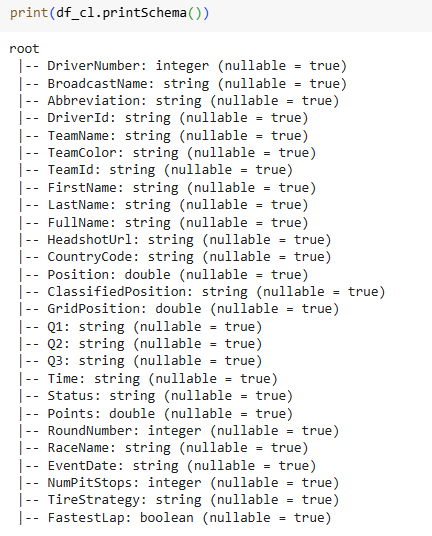 print(df_cl.printSchema())
root
 |-- DriverNumber: integer (nullable = true)
 |-- BroadcastName: string (nullable = true)
 |-- Abbreviation: string (nullable = true)
 |-- DriverId: string (nullable = true)
 |-- TeamName: string (nullable = true)
 |-- TeamColor: string (nullable = true)
 |-- TeamId: string (nullable = true)
 |-- FirstName: string (nullable = true)
 |-- LastName: string (nullable = true)
 |-- FullName: string (nullable = true)
 |-- HeadshotUrl: string (nullable = true)
 |-- CountryCode: string (nullable = true)
 |-- Position: double (nullable = true)
 |-- ClassifiedPosition: string (nullable = true)
 |-- GridPosition: double (nullable = true)
 |-- Q1: string (nullable = true)
 |-- Q2: string (nullable = true)
 |-- Q3: string (nullable = true)
 |-- Time: string (nullable = true)
 |-- Status: string (nullable = true)
 |-- Points: double (nullable = true)
 |-- RoundNumber: integer (nullable = true)
 |-- RaceName: string (nullable = true)
 |-- EventDate: string (nullable = true)
 |-- NumPitStops: integer (nullable = true)
 |-- TireStrategy: string (nullable = true)
 |-- FastestLap: boolean (nullable = true)